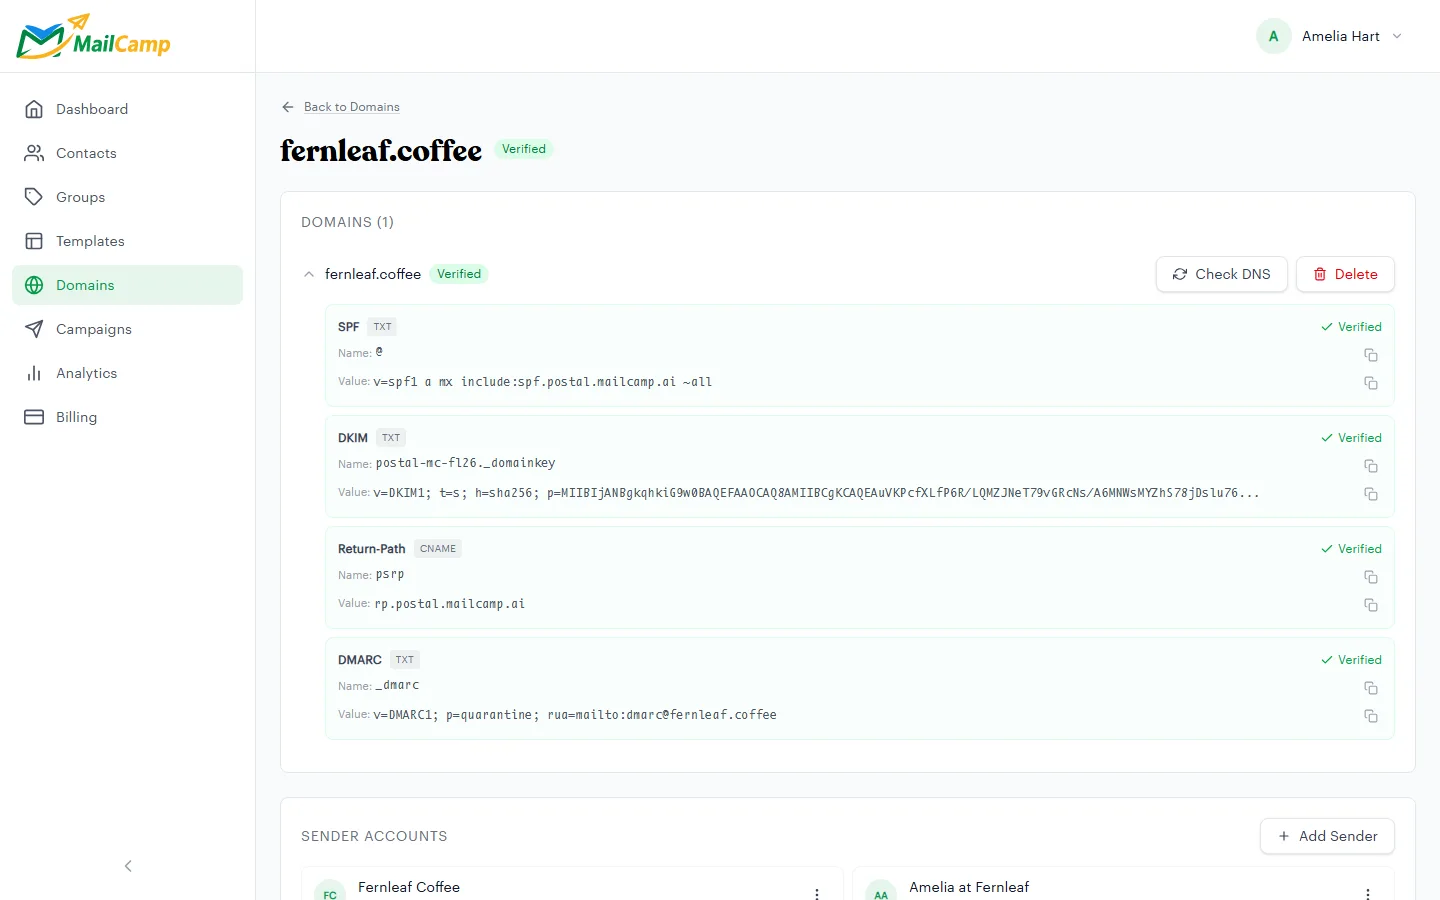 MailCamp
A
Amelia Hart
Dashboard
Contacts
Groups
Templates
Domains
Campaigns
Analytics
Billing
Back to Domains
fernleaf.coffee Verified
DOMAINS (1)
fernleaf.coffee Verified
Check DNS
Delete
SPF TXT
Verified
Name: @
Value: v=spf1 a mx include:spf.postal.mailcamp.ai ~all
DKIM TXT
Verified
Name: postal-mc-fl26._domainkey
Value: v=DKIM1; t=s; h=sha256; p=MIIBIjANBgkqhkiG9w0BAQEFAAOCAQ8AMIIBCgKCAQEAuVKPcfXLfP6R/LQMZJNeT79vGRcNs/A6MNWsMYZhS78jDslu76...
Return-Path CNAME
Verified
Name: psrp
Value: rp.postal.mailcamp.ai
DMARC TXT
Verified
Name: _dmarc
Value: v=DMARC1; p=quarantine; rua=mailto:dmarc@fernleaf.coffee
SENDER ACCOUNTS
Add Sender
FC
Fernleaf Coffee
AA
Amelia at Fernleaf